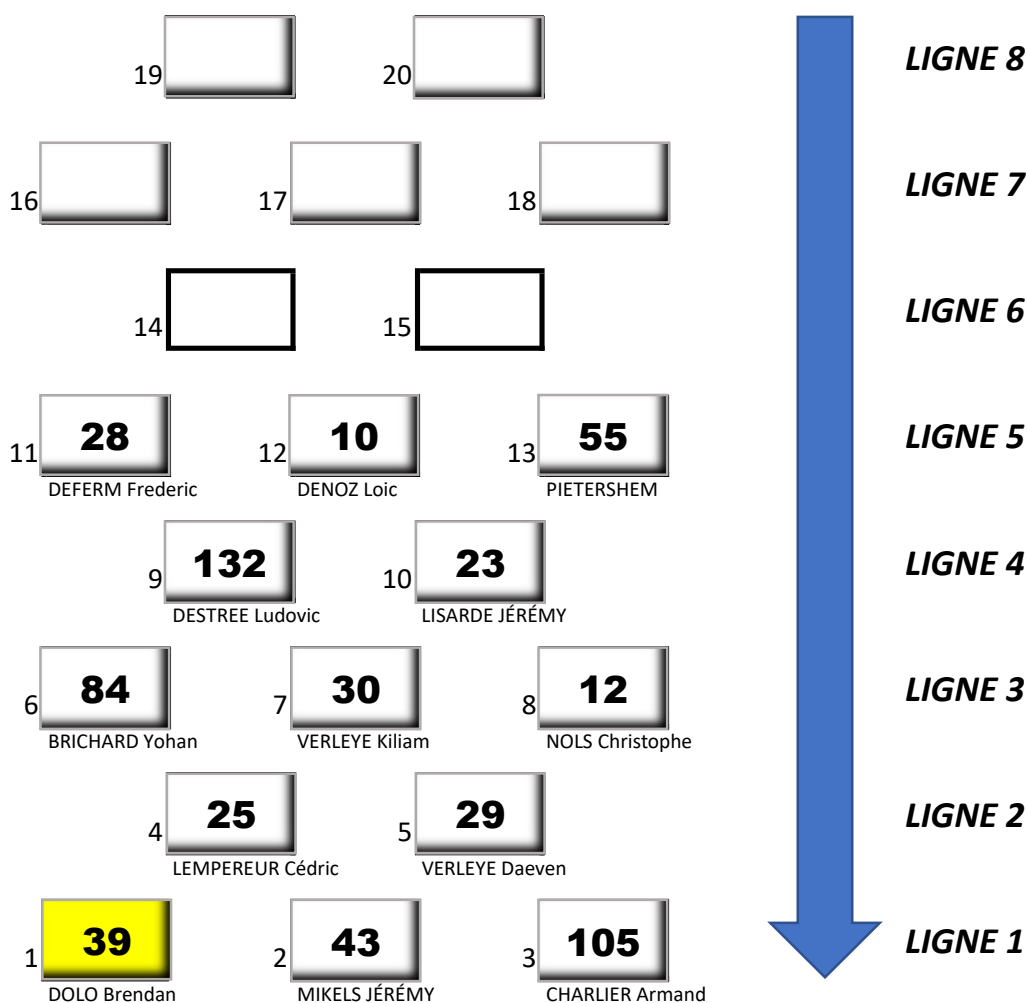 19 20 LIGNE 8
16 17 18 LIGNE 7
14 15 LIGNE 6
11 28 12 10 13 55 LIGNE 5
DEFERM Frederic DENOZ Loic PIETERSHEM
9 132 10 23 LIGNE 4
DESTREE Ludovic LISARDE JÉRÉMY
6 84 7 30 8 12 LIGNE 3
BRICHARD Yohan VERLEYE Kiliam NOLS Christophe
4 25 5 29 LIGNE 2
LEMPEREUR Cédric VERLEYE Daeven
1 39 2 43 3 105 LIGNE 1
DOLO Brendan MIKELS JÉRÉMY CHARLIER Armand